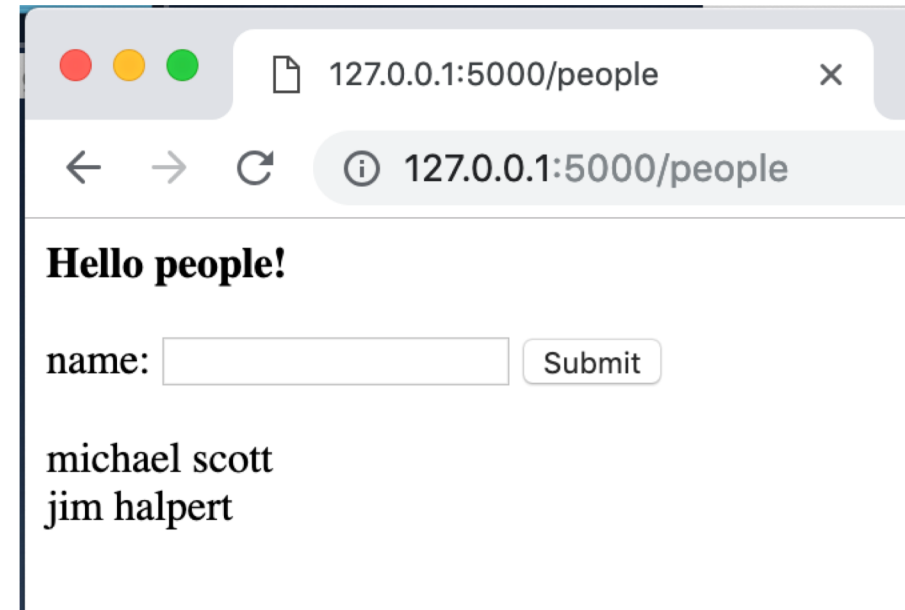 127.0.0.1:5000/people
127.0.0.1:5000/people
Hello people!
name: Submit
michael scott
jim halpert